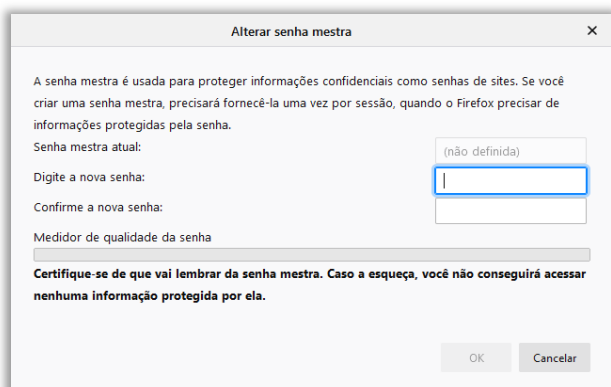 Alterar senha mestra
A senha mestra é usada para proteger informações confidenciais como senhas de sites. Se você
criar uma senha mestra, precisará fornecê-la uma vez por sessão, quando o Firefox precisar de
informações protegidas pela senha.
Senha mestra atual: (não definida)
Digite a nova senha:
Confirme a nova senha:
Medidor de qualidade da senha
Certifique-se de que vai lembrar da senha mestra. Caso a esqueça, você não conseguirá acessar
nenhuma informação protegida por ela.
OK Cancelar